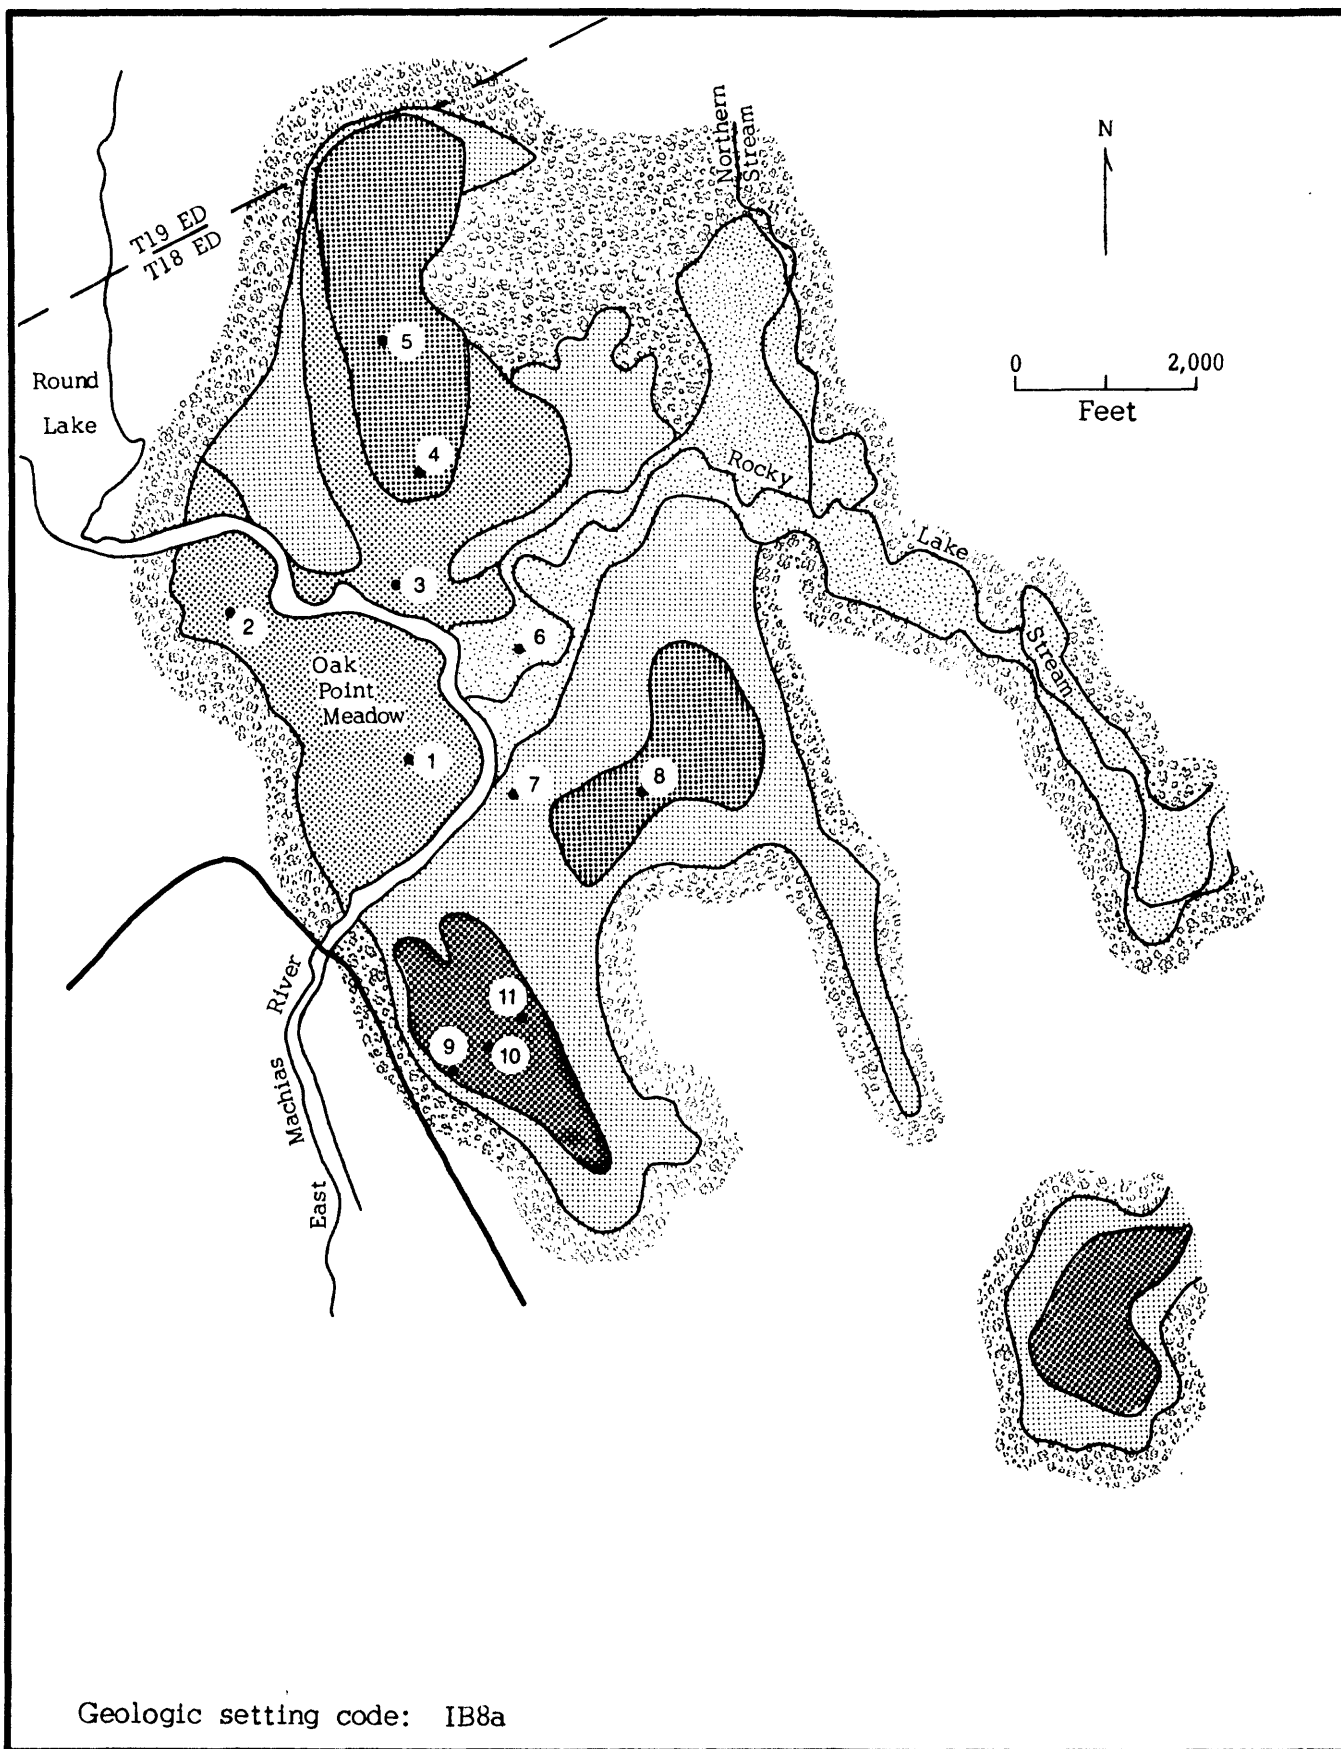 Northern
Stream
N
T19 ED
T18 ED
0 2,000
Feet
Round
Lake
5
4
Rocky
Lake
Stream
3
2
6
Oak
Point
Meadow
1
7
8
11
9
10
East
Machias
River
Geologic setting code: IB8a